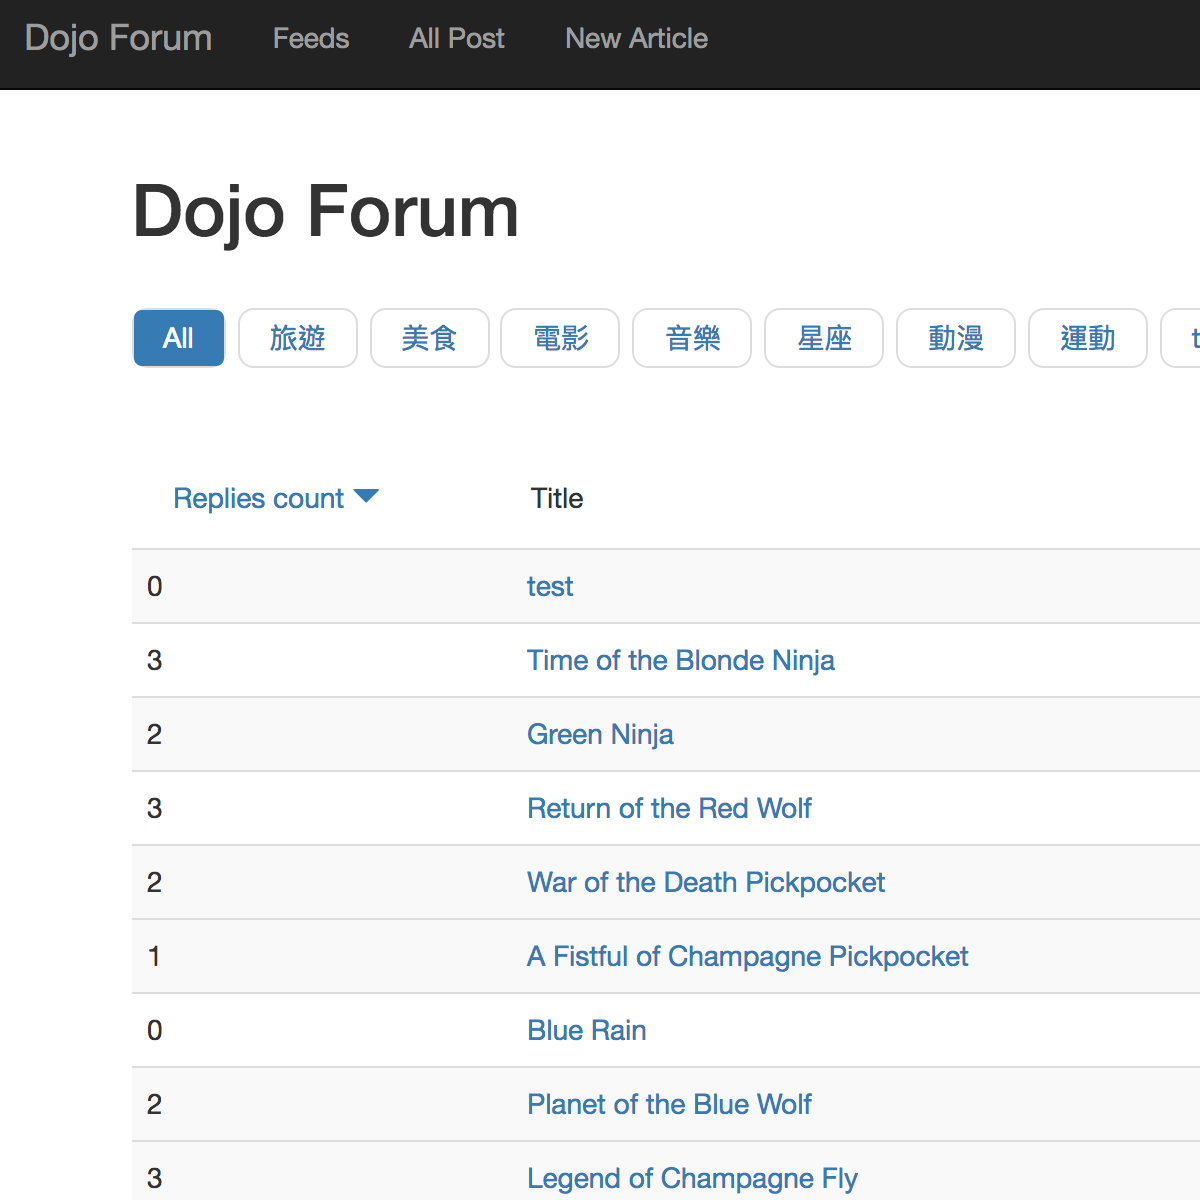 Dojo Forum Feeds All Post New Article
Dojo Forum
All 旅遊 美食 電影 音樂 星座 動漫 運動 t
Replies count Title
0 test
3 Time of the Blonde Ninja
2 Green Ninja
3 Return of the Red Wolf
2 War of the Death Pickpocket
1 A Fistful of Champagne Pickpocket
0 Blue Rain
2 Planet of the Blue Wolf
3 Legend of Champagne Fly